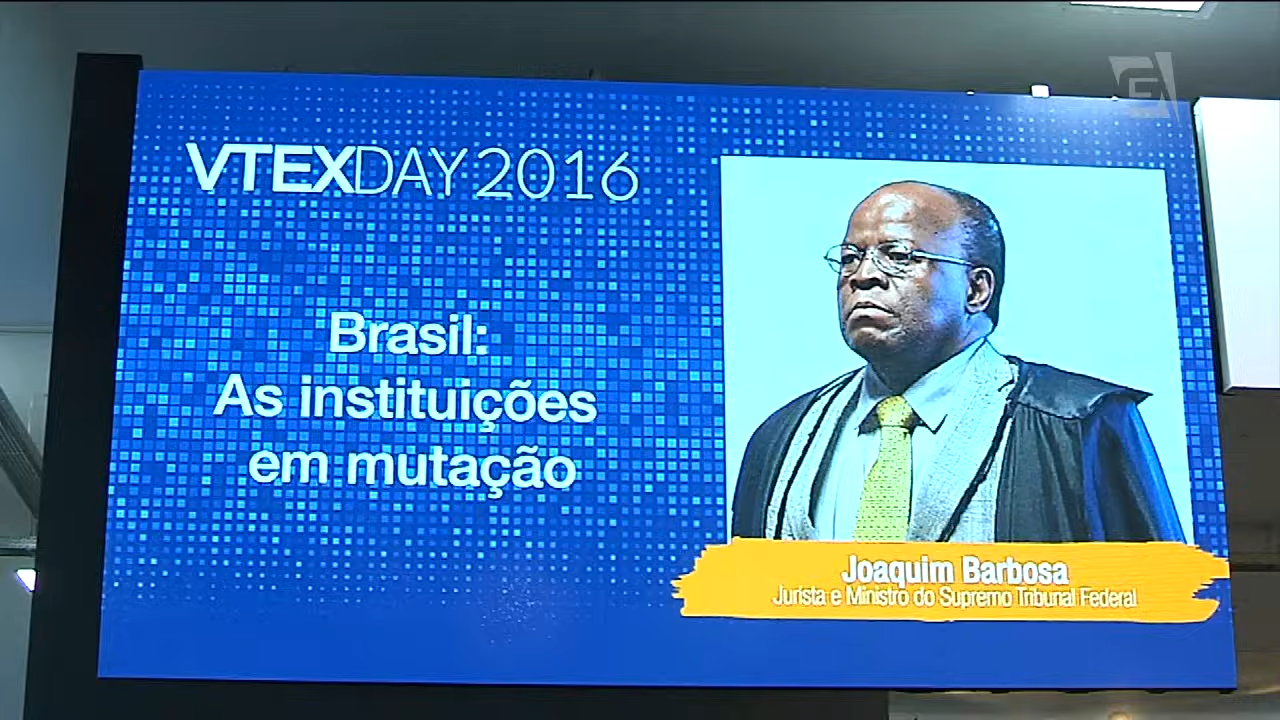 VTEXDAY 2016
Brasil:
As instituições
em mutação
Joaquim Barbosa
Jurista e Ministro do Supremo Tribunal Federal